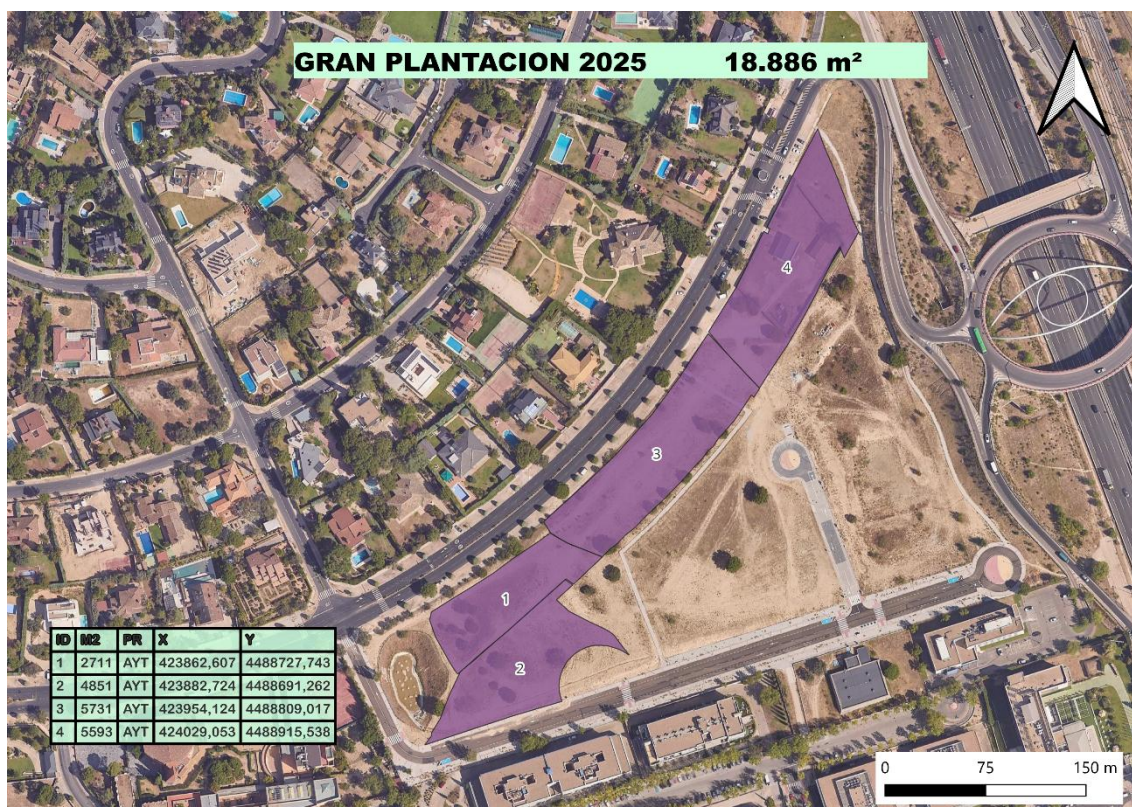 GRAN PLANTACION 2025 18.886 m²
4
3
1
2
ID M2 PR X Y
1 2711 AYT 423862,607 4488727,743
2 4851 AYT 423882,724 4488691,262
3 5731 AYT 423954,124 4488809,017
4 5593 AYT 424029,053 4488915,538
0 75 150 m